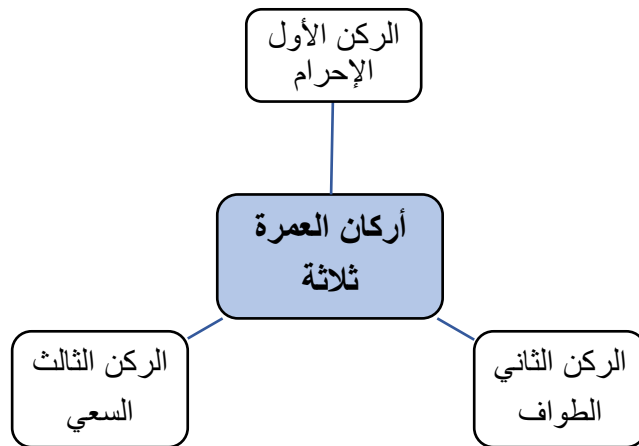 الركن الأول
الإحرام
أركان العمرة
ثلاثة
الركن الثاني
الطواف
الركن الثالث
السعي